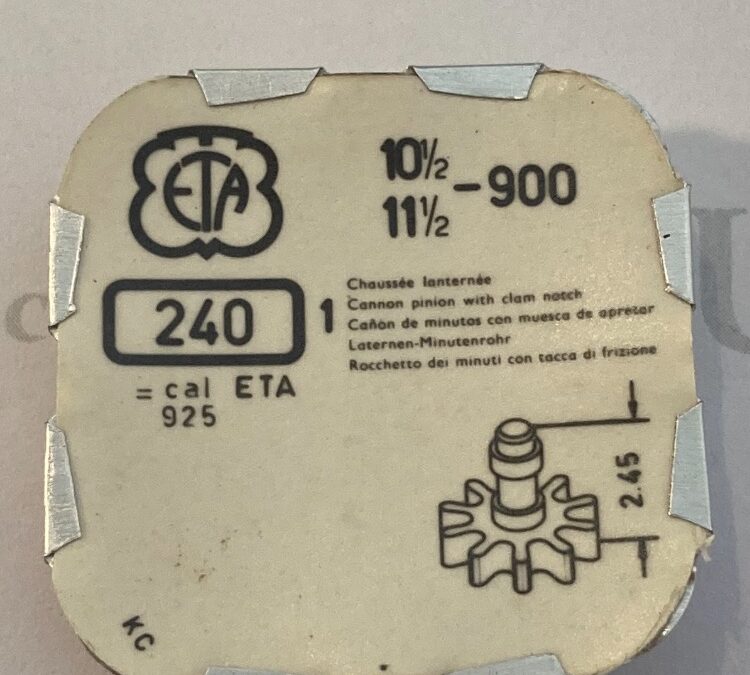 ETA
10½
11½
-900
240
1
Chaussée lanternée
Cannon pinion with clam notch
Cañon de minutos con muesca de apretar
Laternen-Minutenrohr
Rocchetto dei minuti con tacca di frizione
= cal ETA
925
2.45
KC